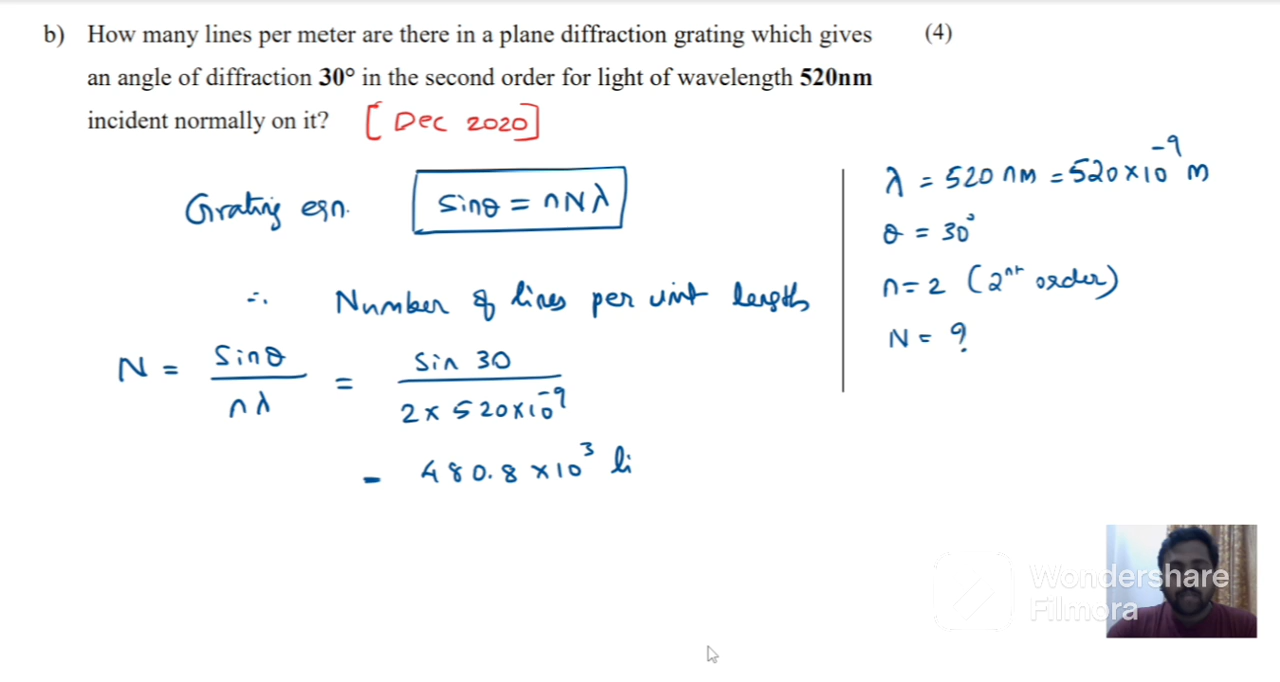 b) How many lines per meter are there in a plane diffraction grating which gives (4)
an angle of diffraction 30° in the second order for light of wavelength 520nm
incident normally on it? [Dec 2020]
Grating eqn. sinθ = nNλ
∴ Number of lines per unit length
N = sinθ / nλ = sin 30 / 2 × 520×10⁻⁹
= 480.8 ×10³ li
λ = 520 nm = 520×10⁻⁹ m
θ = 30°
n = 2 (2nd order)
N = ?
Wondershare
Filmora